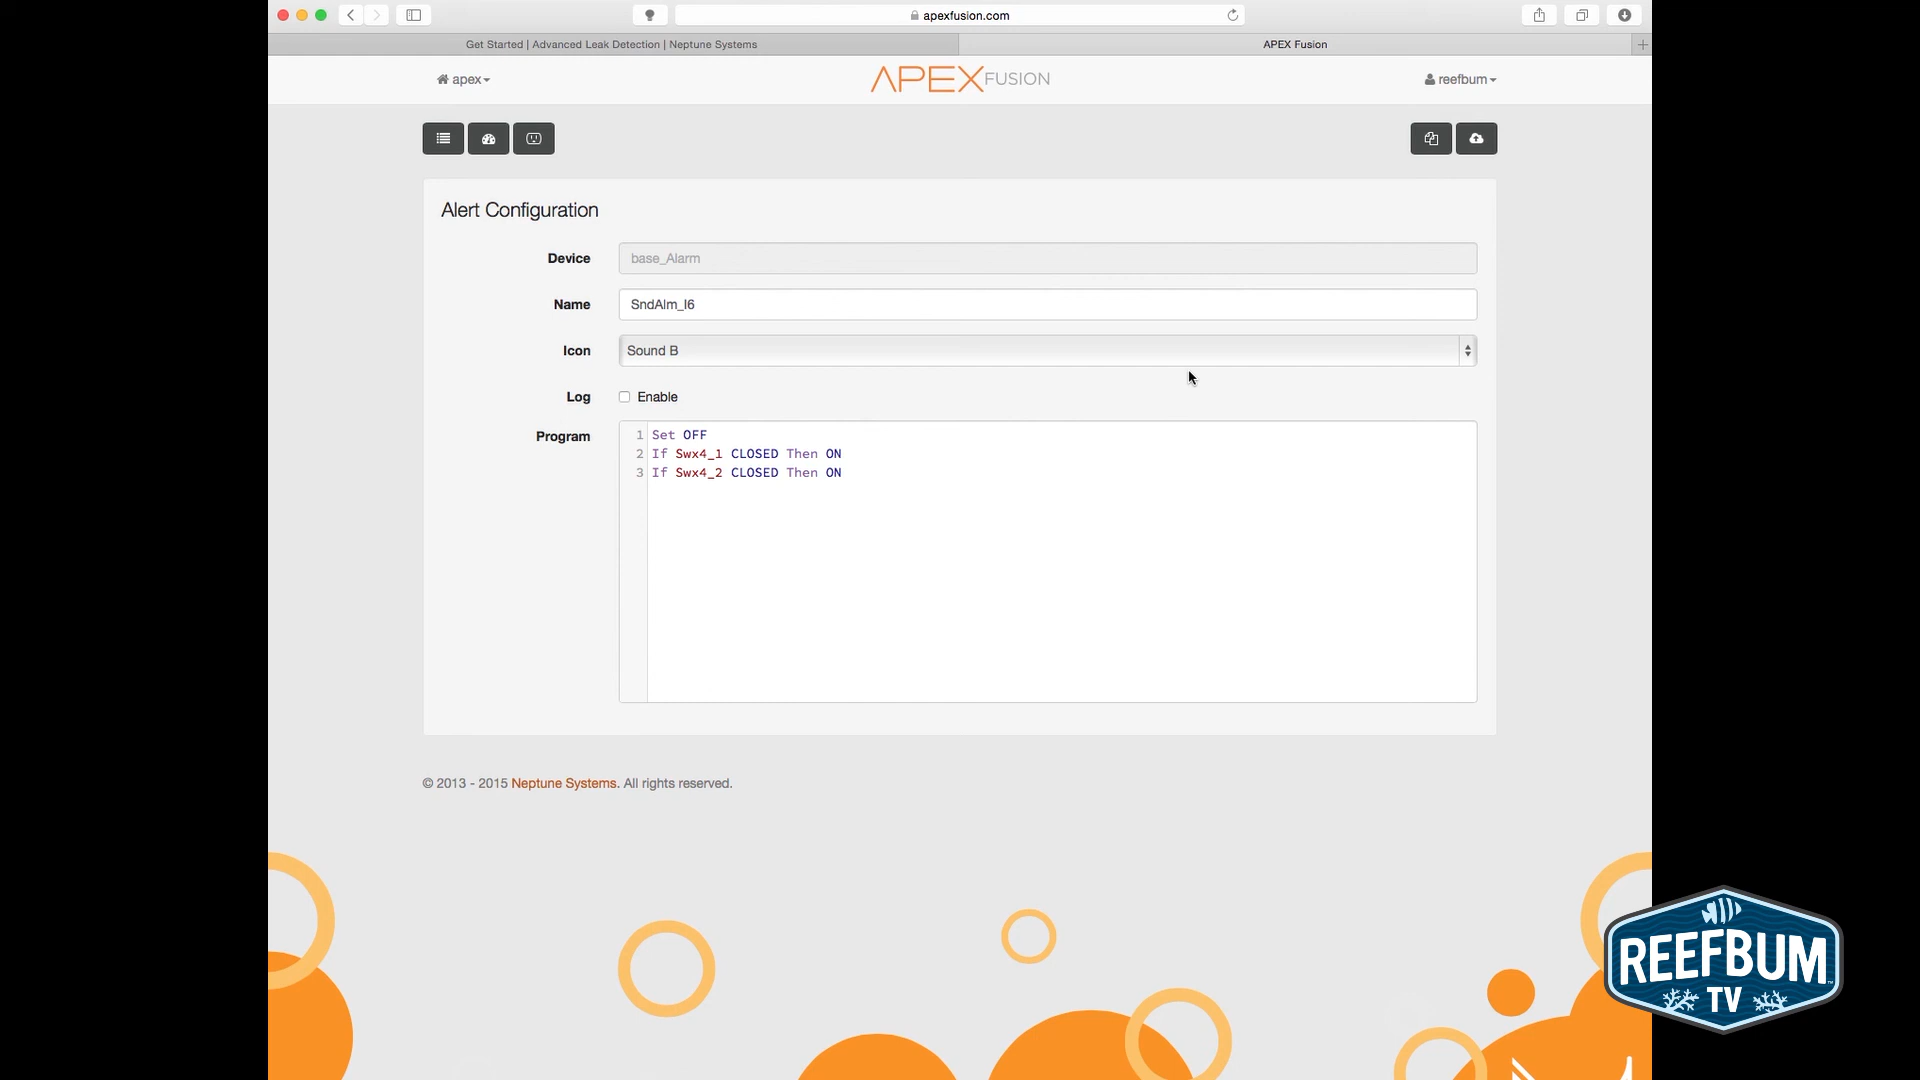 apexfusion.com
Get Started | Advanced Leak Detection | Neptune Systems
APEX Fusion
apex
APEX FUSION
reefbum
Alert Configuration
Device
base_Alarm
Name
SndAlm_I6
Icon
Sound B
Log
Enable
Program
1 Set OFF
2 If Swx4_1 CLOSED Then ON
3 If Swx4_2 CLOSED Then ON
© 2013 - 2015 Neptune Systems. All rights reserved.
REEFBUM
TV